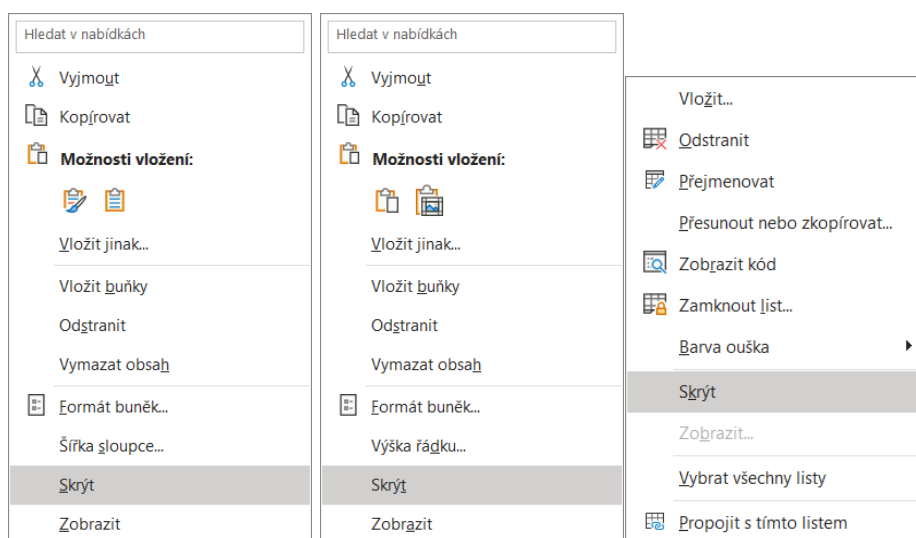 Hledat v nabídkách
Vyjmout
Kopírovat
Možnosti vložení:
Vložit jinak...
Vložit buňky
Odstranit
Vymazat obsah
Formát buněk...
Šířka sloupce...
Skrýt
Zobrazit
Hledat v nabídkách
Vyjmout
Kopírovat
Možnosti vložení:
Vložit jinak...
Vložit buňky
Odstranit
Vymazat obsah
Formát buněk...
Výška řádku...
Skrýt
Zobrazit
Vložit...
Odstranit
Přejmenovat
Přesunout nebo zkopírovat...
Zobrazit kód
Zamknout list...
Barva ouška
Skrýt
Zobrazit...
Vybrat všechny listy
Propojit s tímto listem